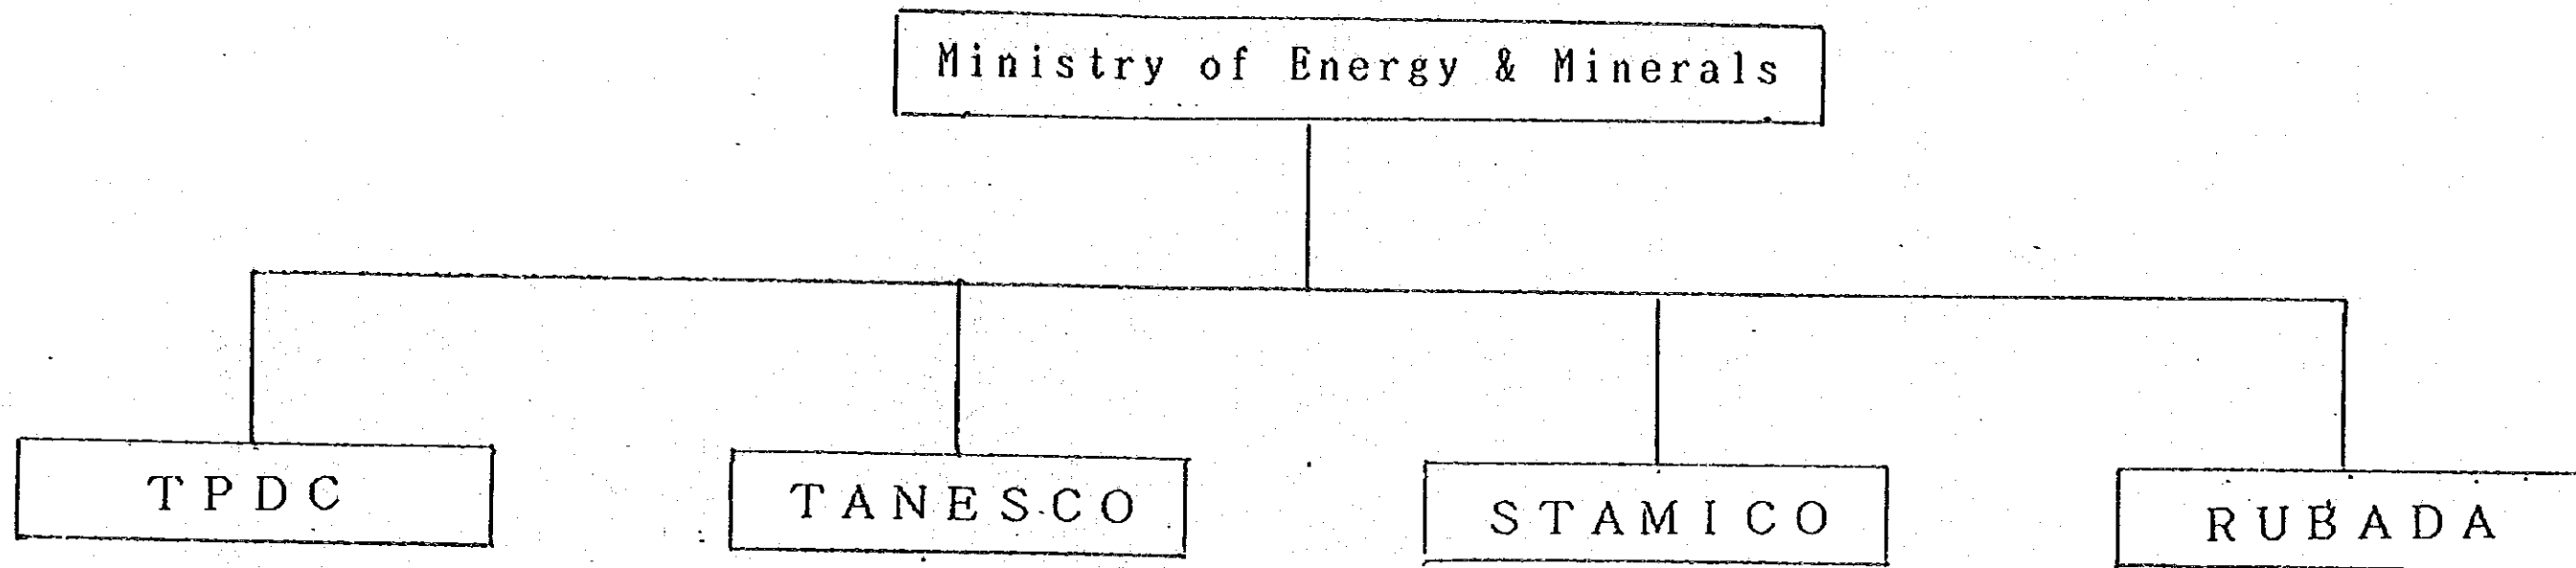 Ministry of Energy & Minerals
TPDC
TANESCO
STAMICO
RUBADA